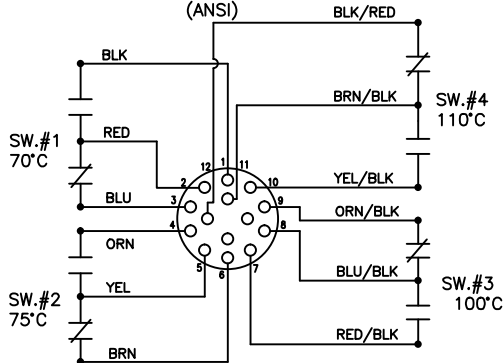 (ANSI)
BLK/RED
BLK
BRN/BLK
SW.#4
110°C
SW.#1
70°C
RED
12
1
11
2
10
YEL/BLK
BLU
3
9
ORN/BLK
4
8
ORN
BLU/BLK
SW.#2
75°C
YEL
5
6
7
SW.#3
100°C
RED/BLK
BRN